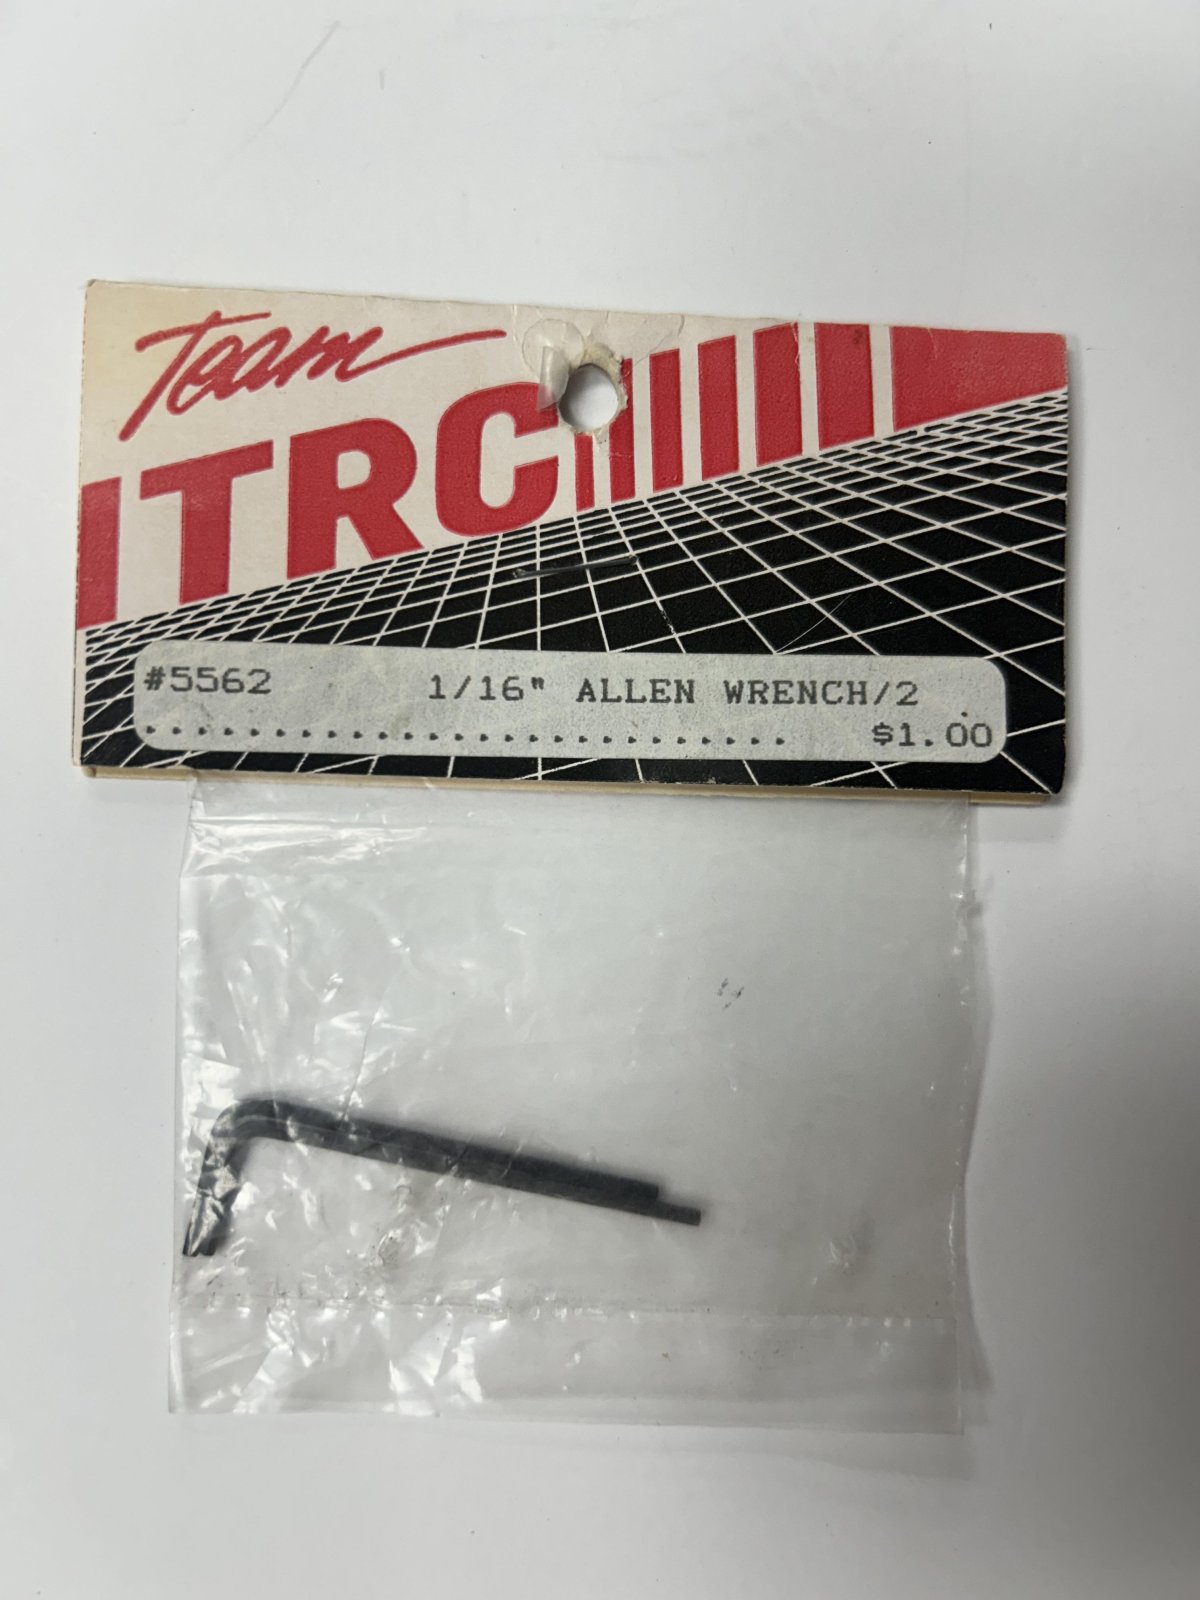 Team
TRC
#5562 1/16" ALLEN WRENCH/2
............................ $1.00